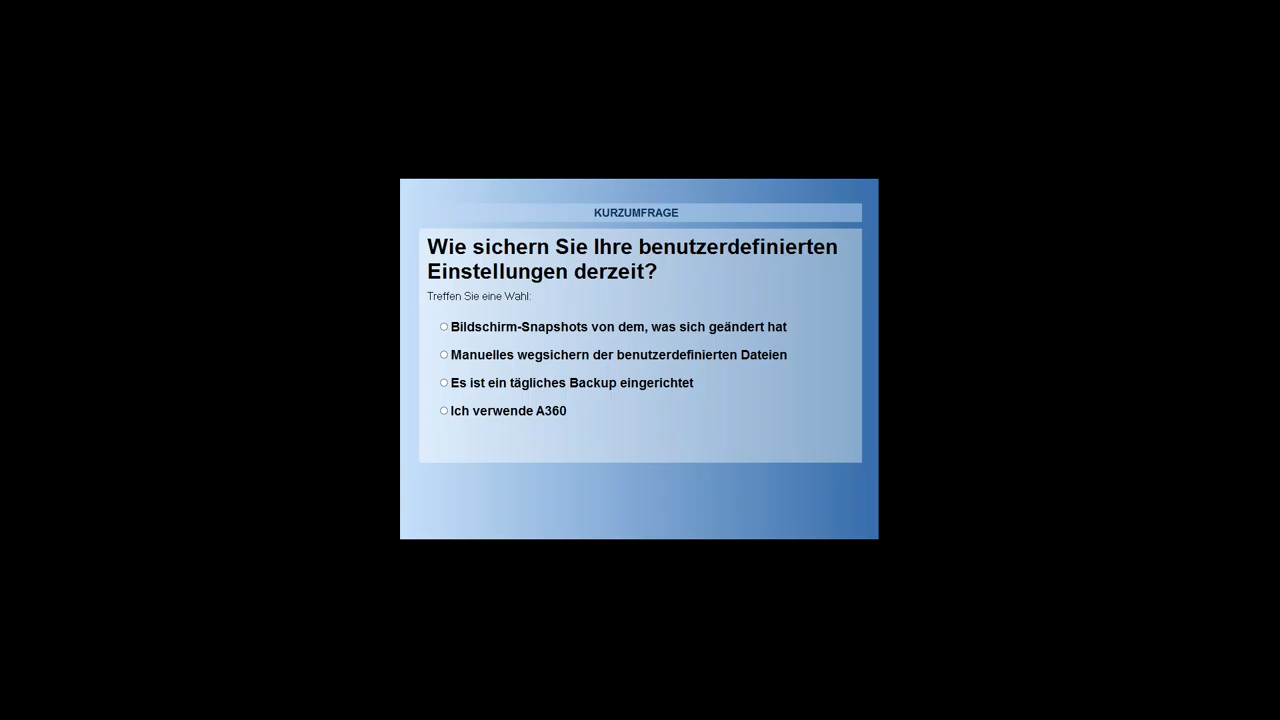 KURZUMFRAGE
Wie sichern Sie Ihre benutzerdefinierten
Einstellungen derzeit?
Treffen Sie eine Wahl:
Bildschirm-Snapshots von dem, was sich geändert hat
Manuelles wegsichern der benutzerdefinierten Dateien
Es ist ein tägliches Backup eingerichtet
Ich verwende A360